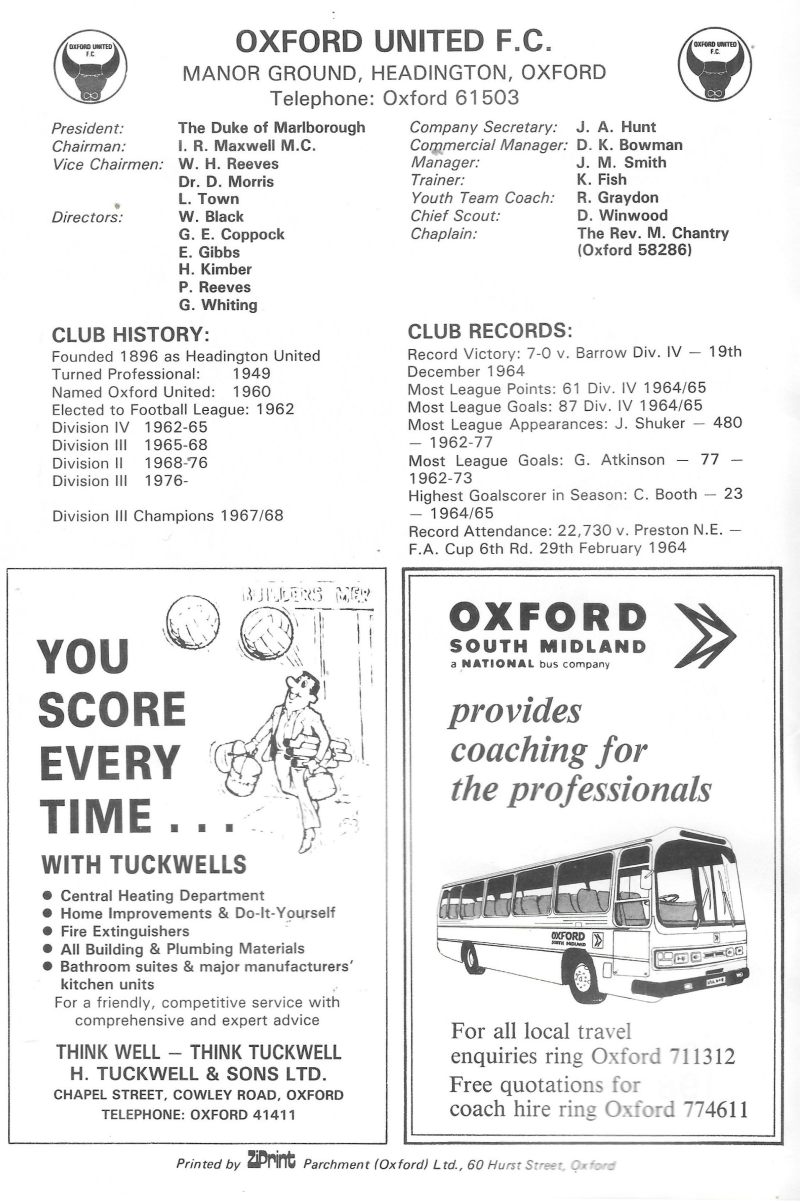 OXFORD UNITED
F.C.
OXFORD UNITED F.C.
OXFORD UNITED
F.C.
MANOR GROUND, HEADINGTON, OXFORD
Telephone: Oxford 61503
President: The Duke of Marlborough
Chairman: I. R. Maxwell M.C.
Vice Chairmen: W. H. Reeves
Dr. D. Morris
L. Town
Directors: W. Black
G. E. Coppock
E. Gibbs
H. Kimber
P. Reeves
G. Whiting
Company Secretary: J. A. Hunt
Commercial Manager: D. K. Bowman
Manager: J. M. Smith
Trainer: K. Fish
Youth Team Coach: R. Graydon
Chief Scout: D. Winwood
Chaplain: The Rev. M. Chantry
(Oxford 58286)
CLUB HISTORY:
Founded 1896 as Headington United
Turned Professional: 1949
Named Oxford United: 1960
Elected to Football League: 1962
Division IV 1962-65
Division III 1965-68
Division II 1968-76
Division III 1976-
Division III Champions 1967/68
CLUB RECORDS:
Record Victory: 7-0 v. Barrow Div. IV — 19th
December 1964
Most League Points: 61 Div. IV 1964/65
Most League Goals: 87 Div. IV 1964/65
Most League Appearances: J. Shuker — 480
— 1962-77
Most League Goals: G. Atkinson — 77 —
1962-73
Highest Goalscorer in Season: C. Booth — 23
— 1964/65
Record Attendance: 22,730 v. Preston N.E. —
F.A. Cup 6th Rd. 29th February 1964
BUILDERS MER
YOU
SCORE
EVERY
TIME . . .
WITH TUCKWELLS
● Central Heating Department
● Home Improvements & Do-It-Yourself
● Fire Extinguishers
● All Building & Plumbing Materials
● Bathroom suites & major manufacturers'
kitchen units
For a friendly, competitive service with
comprehensive and expert advice
THINK WELL — THINK TUCKWELL
H. TUCKWELL & SONS LTD.
CHAPEL STREET, COWLEY ROAD, OXFORD
TELEPHONE: OXFORD 41411
OXFORD
SOUTH MIDLAND
a NATIONAL bus company
provides
coaching for
the professionals
OXFORD
SOUTH MIDLAND
For all local travel
enquiries ring Oxford 711312
Free quotations for
coach hire ring Oxford 774611
Printed by ZiPrint Parchment (Oxford) Ltd., 60 Hurst Street, Oxford